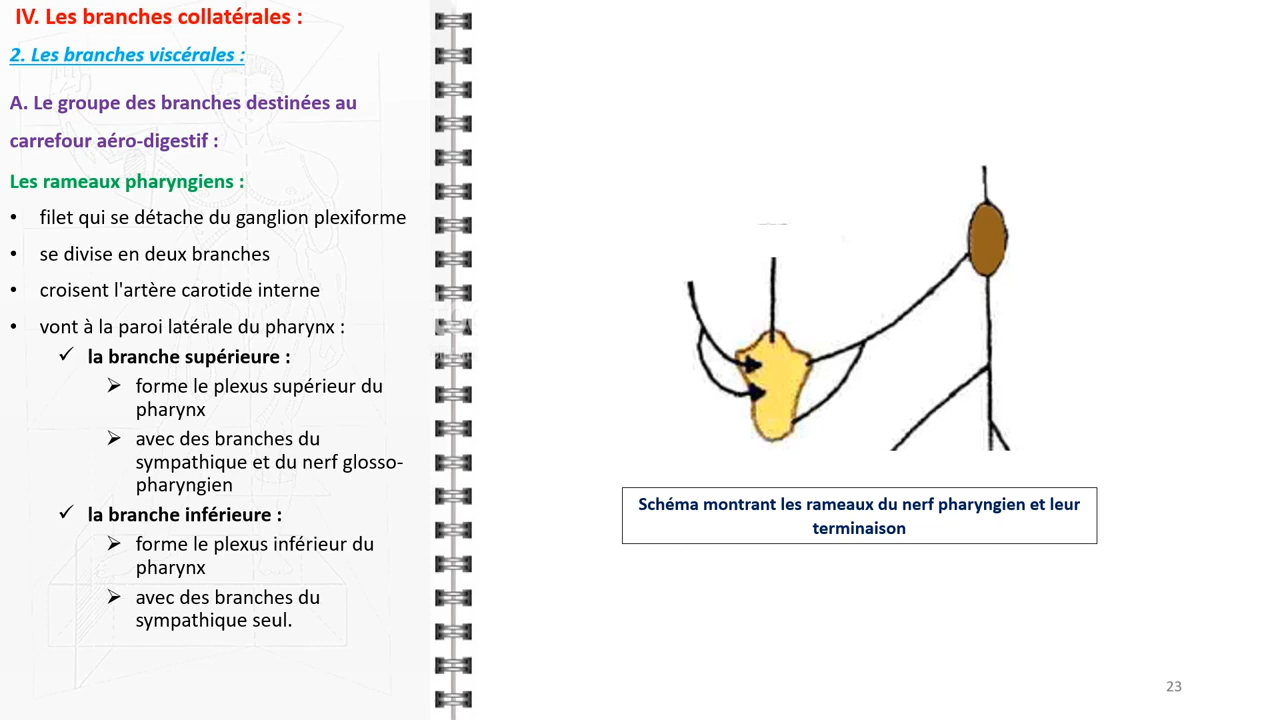 IV. Les branches collatérales :
2. Les branches viscérales :
A. Le groupe des branches destinées au
carrefour aéro-digestif :
Les rameaux pharyngiens :
• filet qui se détache du ganglion plexiforme
• se divise en deux branches
• croisent l'artère carotide interne
• vont à la paroi latérale du pharynx :
✓ la branche supérieure :
➢ forme le plexus supérieur du
pharynx
➢ avec des branches du
sympathique et du nerf glosso-
pharyngien
✓ la branche inférieure :
➢ forme le plexus inférieur du
pharynx
➢ avec des branches du
sympathique seul.
Schéma montrant les rameaux du nerf pharyngien et leur
terminaison
23